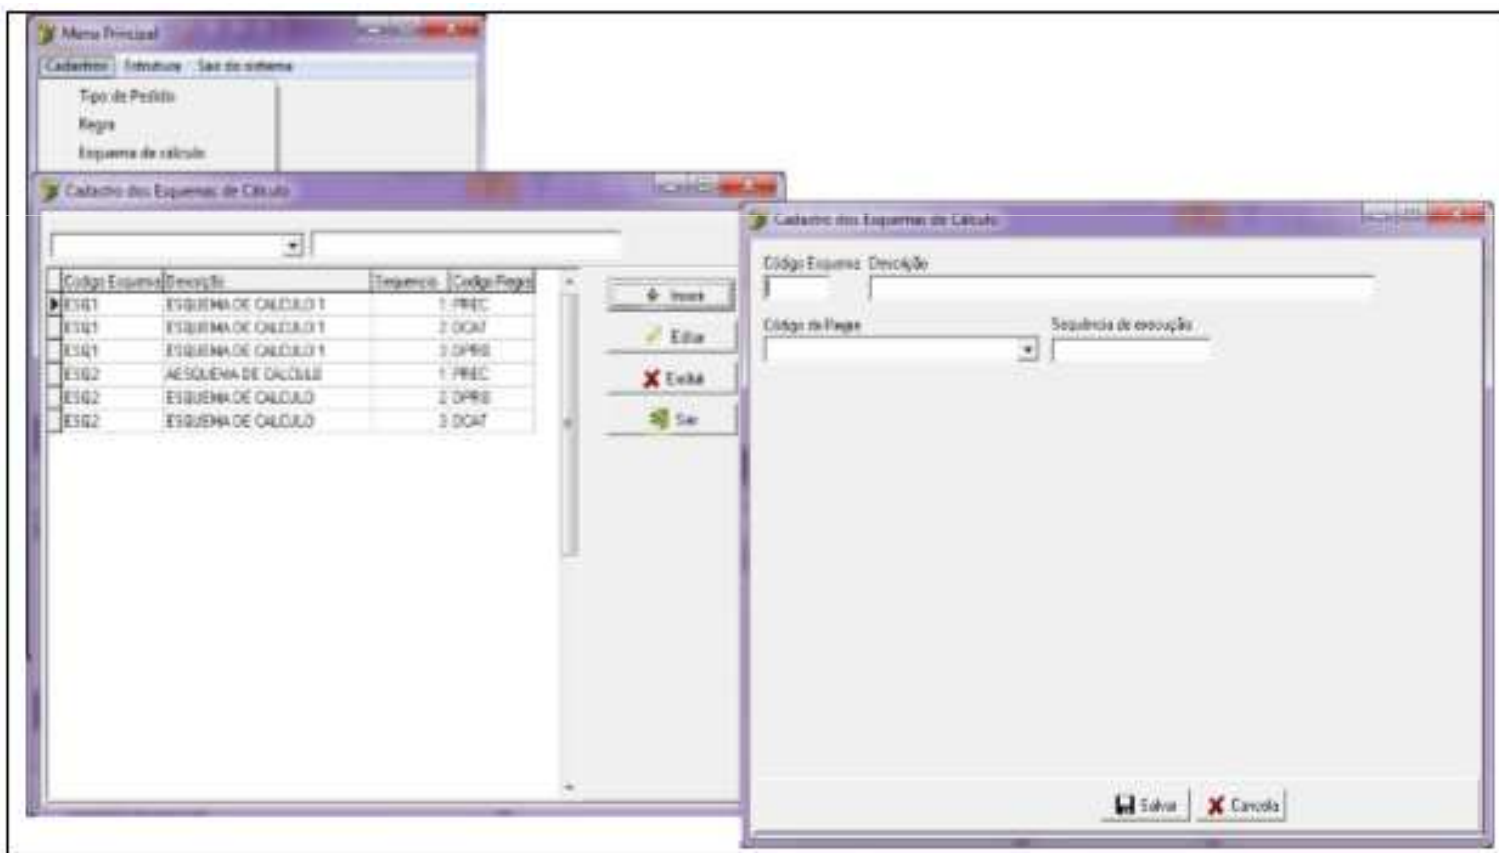 Menu Principal
Cadastros Estrutura Sair do sistema
Tipo de Pedido
Regra
Esquema de cálculo
Cadastro dos Esquemas de Cálculo
Codigo Esquema Descrição Sequencia Codigo Regra
ESQ1 ESQUEMA DE CALCULO 1 1 PREC
ESQ1 ESQUEMA DE CALCULO 1 2 DCAT
ESQ1 ESQUEMA DE CALCULO 1 3 DPRG
ESQ2 AESQUEMA DE CALCULO 1 PREC
ESQ2 ESQUEMA DE CALCULO 2 DPRG
ESQ2 ESQUEMA DE CALCULO 3 DCAT
Inserir
Editar
Excluir
Sair
Cadastro dos Esquemas de Cálculo
Código Esquema Descrição
Código da Regra Sequência de execução
Salvar Cancela